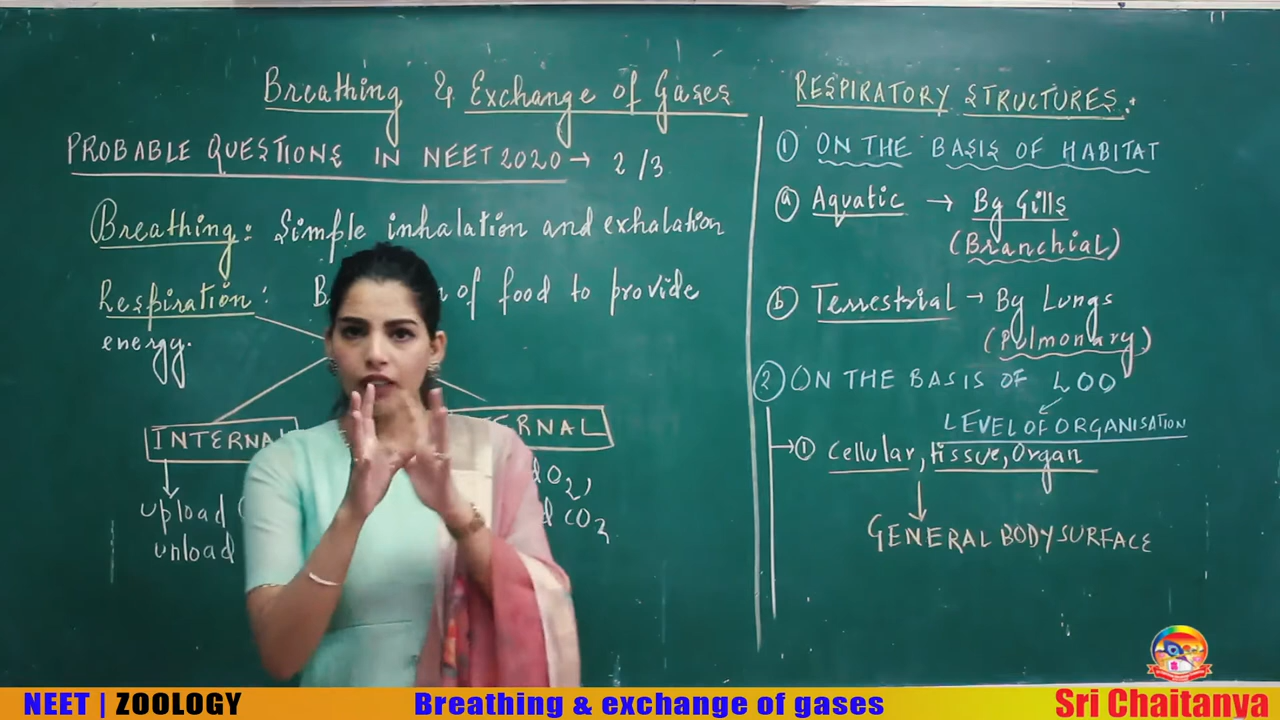 Breathing & Exchange of Gases
PROBABLE QUESTIONS IN NEET 2020 → 2/3
Breathing: Simple inhalation and exhalation
Respiration: of food to provide
energy.
INTERNAL
ERNAL
upload
unload
O2,
CO2
RESPIRATORY STRUCTURES:
① ON THE BASIS OF HABITAT
ⓐ Aquatic → By Gills
(Branchial)
ⓑ Terrestrial → By Lungs
(Pulmonary)
② ON THE BASIS OF LOO
LEVEL OF ORGANISATION
① Cellular, tissue, Organ
GENERAL BODY SURFACE
NEET | ZOOLOGY Breathing & exchange of gases Sri Chaitanya